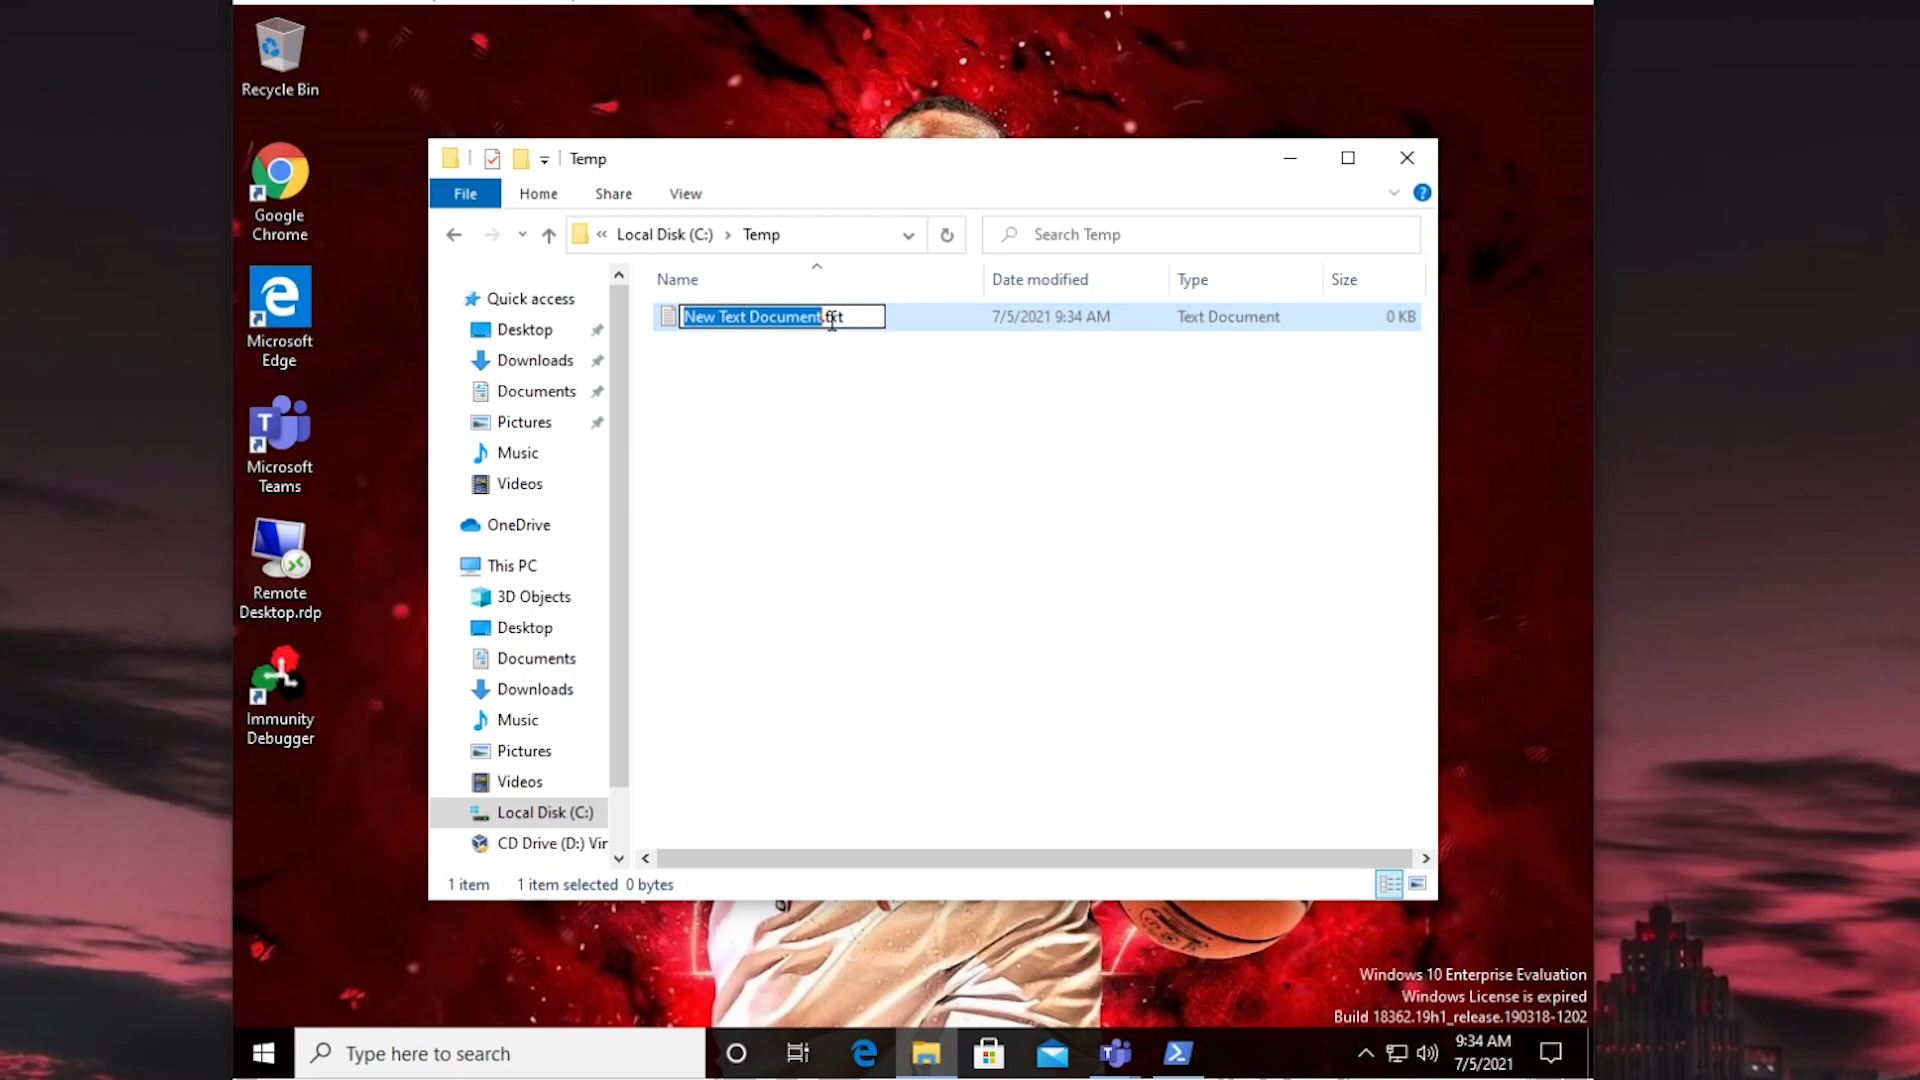 Recycle Bin
Google
Chrome
Microsoft
Edge
Microsoft
Teams
Remote
Desktop.rdp
Immunity
Debugger
Temp
File
Home
Share
View
« Local Disk (C:) › Temp
Search Temp
Quick access
Desktop
Downloads
Documents
Pictures
Music
Videos
OneDrive
This PC
3D Objects
Desktop
Documents
Downloads
Music
Pictures
Videos
Local Disk (C:)
CD Drive (D:) Vir
Name
Date modified
Type
Size
New Text Document.txt
7/5/2021 9:34 AM
Text Document
0 KB
1 item
1 item selected 0 bytes
Windows 10 Enterprise Evaluation
Windows License is expired
Build 18362.19h1_release.190318-1202
Type here to search
9:34 AM
7/5/2021